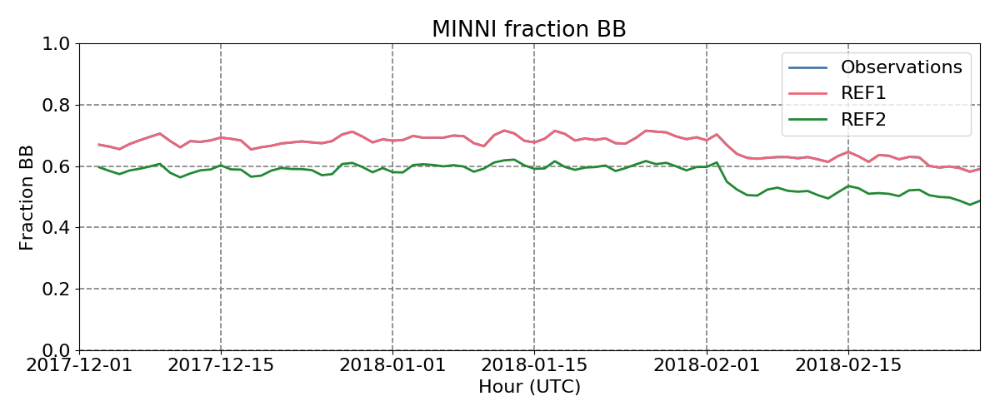 MINNI fraction BB
1.0
0.8
0.6
0.4
0.2
0.0
Fraction BB
Observations
REF1
REF2
2017-12-01 2017-12-15 2018-01-01 2018-01-15 2018-02-01 2018-02-15
Hour (UTC)